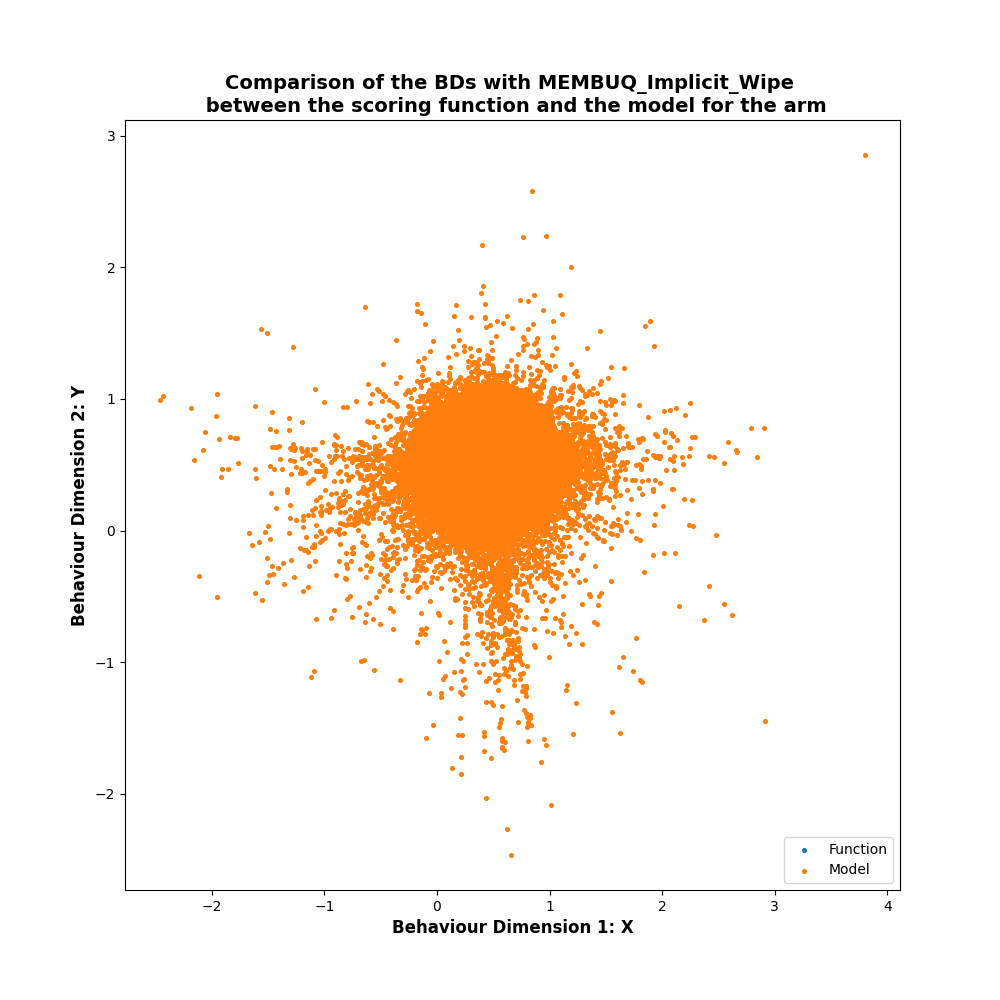 Comparison of the BDs with MEMBUQ_Implicit_Wipe
between the scoring function and the model for the arm
3
2
1
0
−1
−2
Behaviour Dimension 2: Y
−2
−1
0
1
2
3
4
Behaviour Dimension 1: X
Function
Model